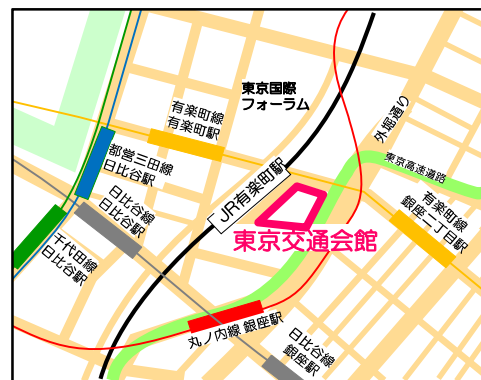 東京国際
フォーラム
外堀通り
有楽町線
有楽町駅
東京高速道路
都営三田線
日比谷駅
JR有楽町駅
日比谷線
日比谷駅
有楽町線
銀座一丁目駅
東京交通会館
千代田線
日比谷駅
丸ノ内線 銀座駅
日比谷線
銀座駅